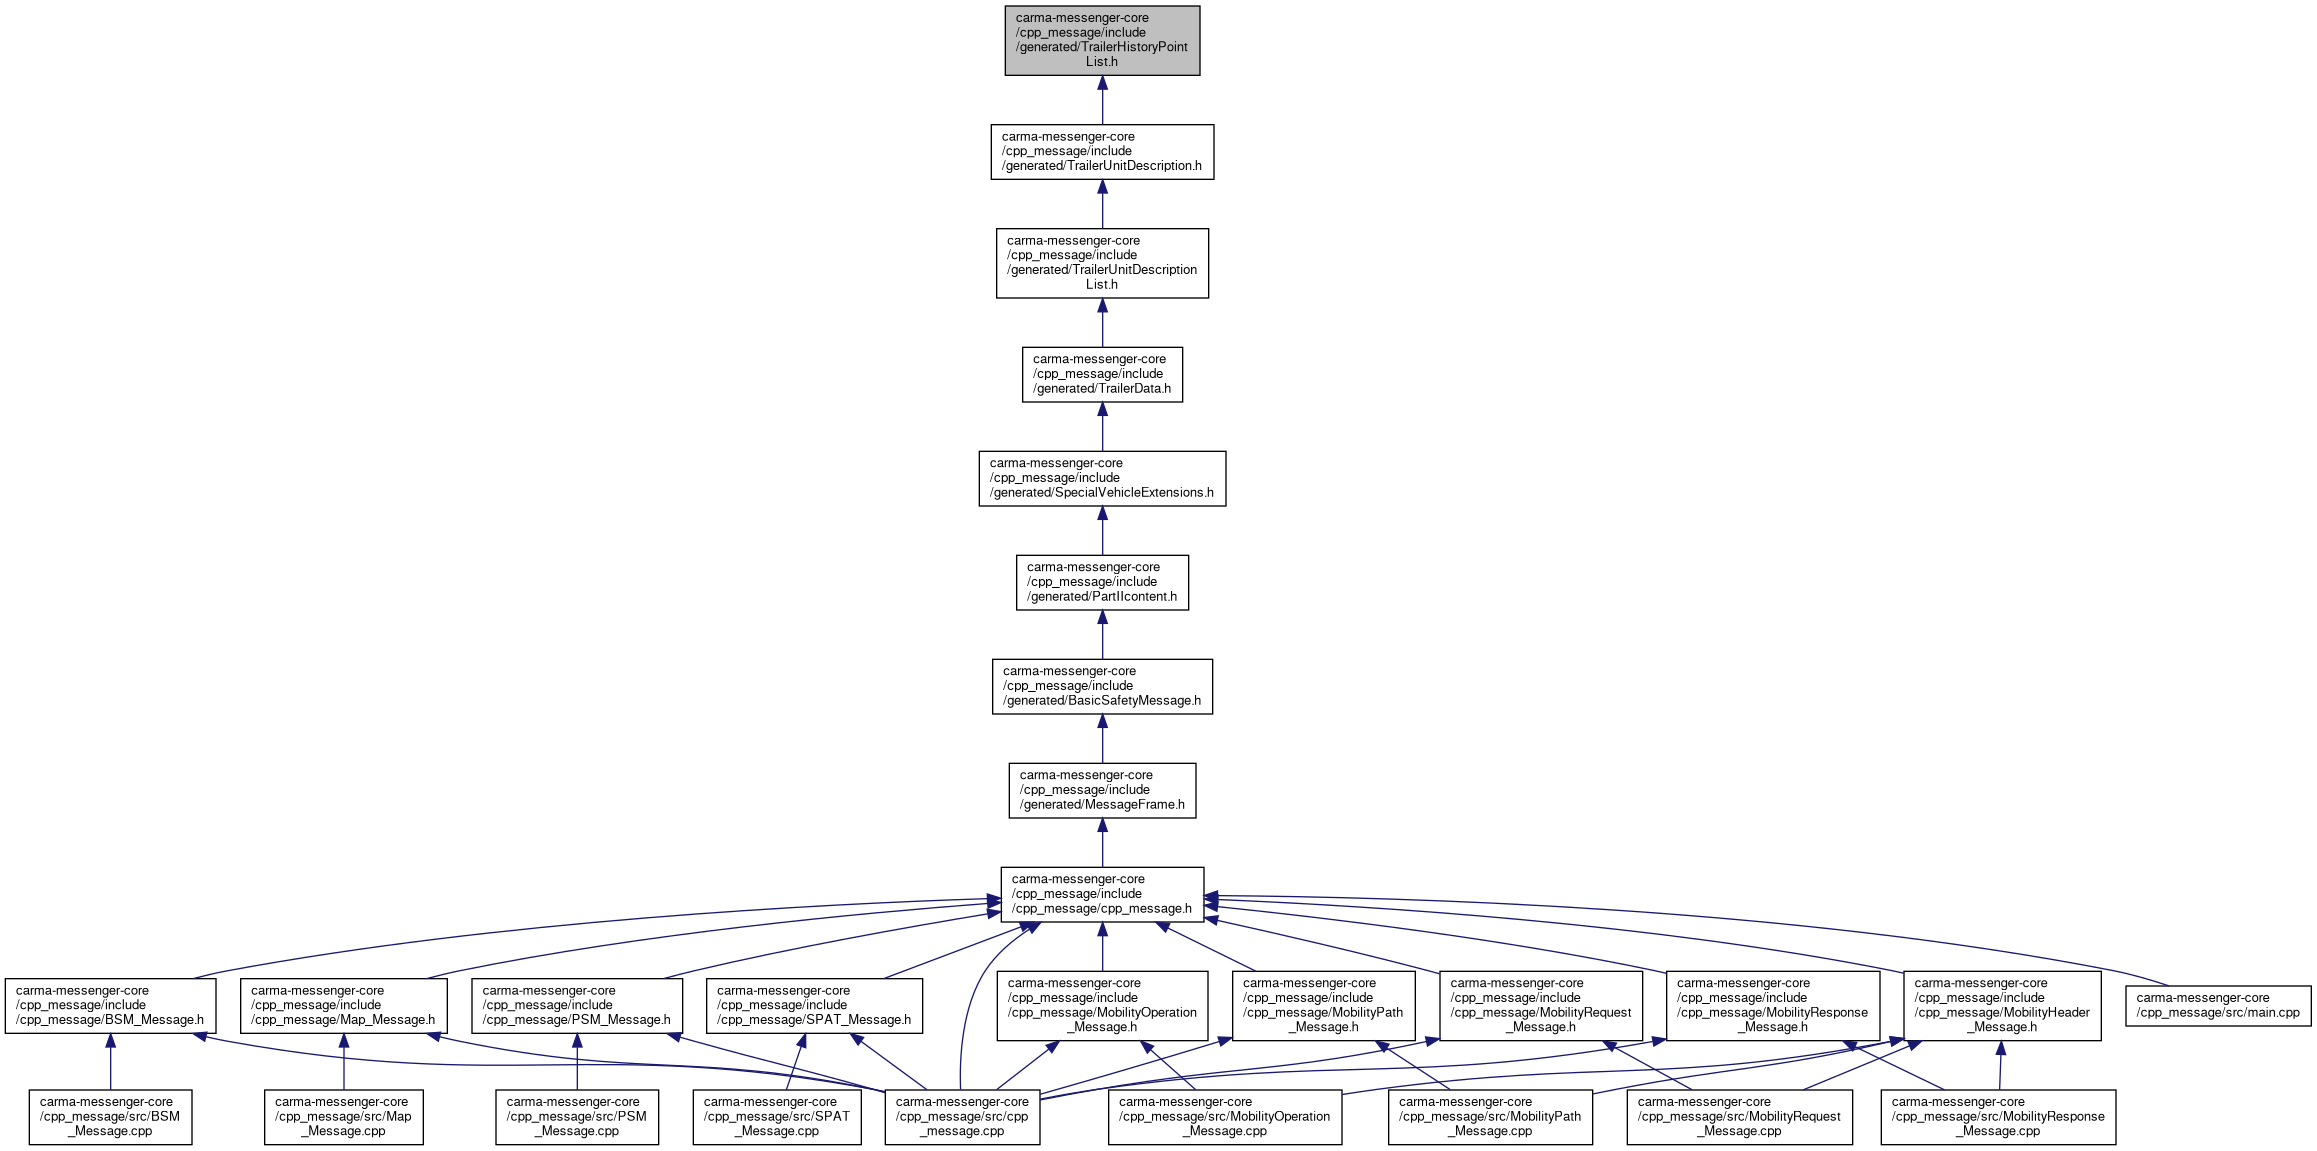 carma-messenger-core
/cpp_message/include
/generated/TrailerHistoryPoint
List.h
carma-messenger-core
/cpp_message/include
/generated/TrailerUnitDescription.h
carma-messenger-core
/cpp_message/include
/generated/TrailerUnitDescription
List.h
carma-messenger-core
/cpp_message/include
/generated/TrailerData.h
carma-messenger-core
/cpp_message/include
/generated/SpecialVehicleExtensions.h
carma-messenger-core
/cpp_message/include
/generated/PartIIcontent.h
carma-messenger-core
/cpp_message/include
/generated/BasicSafetyMessage.h
carma-messenger-core
/cpp_message/include
/generated/MessageFrame.h
carma-messenger-core
/cpp_message/include
/cpp_message/cpp_message.h
carma-messenger-core
/cpp_message/include
/cpp_message/BSM_Message.h
carma-messenger-core
/cpp_message/include
/cpp_message/Map_Message.h
carma-messenger-core
/cpp_message/include
/cpp_message/PSM_Message.h
carma-messenger-core
/cpp_message/include
/cpp_message/SPAT_Message.h
carma-messenger-core
/cpp_message/include
/cpp_message/MobilityOperation
_Message.h
carma-messenger-core
/cpp_message/include
/cpp_message/MobilityPath
_Message.h
carma-messenger-core
/cpp_message/include
/cpp_message/MobilityRequest
_Message.h
carma-messenger-core
/cpp_message/include
/cpp_message/MobilityResponse
_Message.h
carma-messenger-core
/cpp_message/include
/cpp_message/MobilityHeader
_Message.h
carma-messenger-core
/cpp_message/src/main.cpp
carma-messenger-core
/cpp_message/src/BSM
_Message.cpp
carma-messenger-core
/cpp_message/src/Map
_Message.cpp
carma-messenger-core
/cpp_message/src/PSM
_Message.cpp
carma-messenger-core
/cpp_message/src/SPAT
_Message.cpp
carma-messenger-core
/cpp_message/src/cpp
_message.cpp
carma-messenger-core
/cpp_message/src/MobilityOperation
_Message.cpp
carma-messenger-core
/cpp_message/src/MobilityPath
_Message.cpp
carma-messenger-core
/cpp_message/src/MobilityRequest
_Message.cpp
carma-messenger-core
/cpp_message/src/MobilityResponse
_Message.cpp